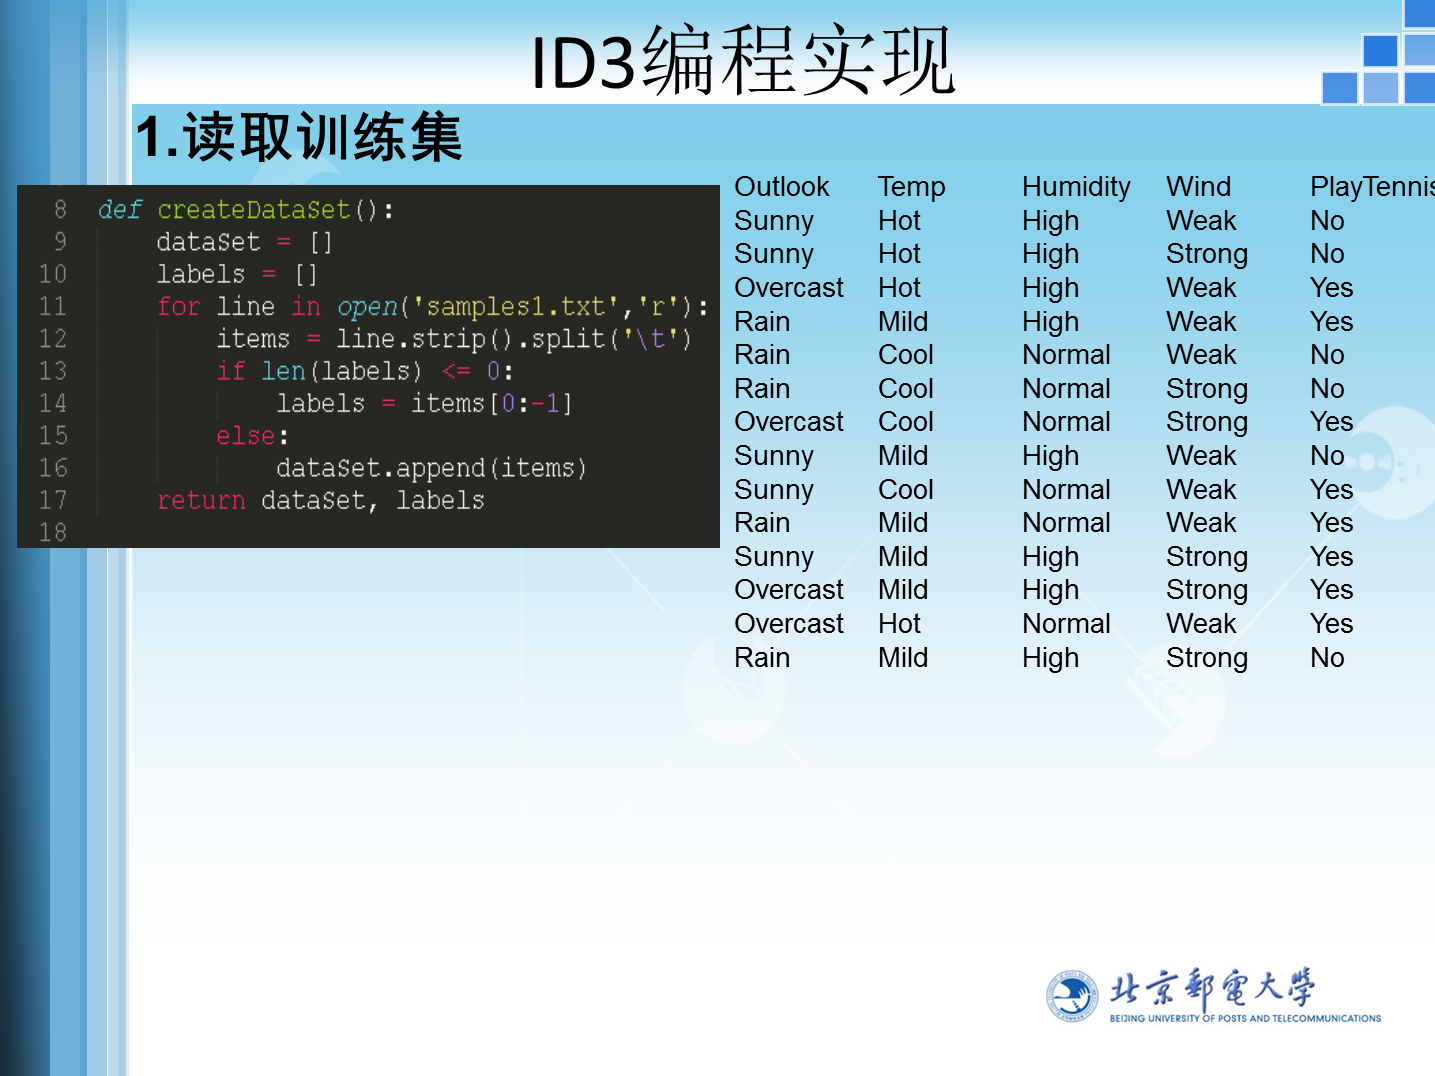 ID3编程实现
1.读取训练集
8 def createDataSet():
9 dataSet = []
10 labels = []
11 for line in open('samples1.txt','r'):
12 items = line.strip().split('\t')
13 if len(labels) <= 0:
14 labels = items[0:-1]
15 else:
16 dataSet.append(items)
17 return dataSet, labels
18
Outlook Temp Humidity Wind PlayTennis
Sunny Hot High Weak No
Sunny Hot High Strong No
Overcast Hot High Weak Yes
Rain Mild High Weak Yes
Rain Cool Normal Weak No
Rain Cool Normal Strong No
Overcast Cool Normal Strong Yes
Sunny Mild High Weak No
Sunny Cool Normal Weak Yes
Rain Mild Normal Weak Yes
Sunny Mild High Strong Yes
Overcast Mild High Strong Yes
Overcast Hot Normal Weak Yes
Rain Mild High Strong No
北京郵電大學
BEIJING UNIVERSITY OF POSTS AND TELECOMMUNICATIONS